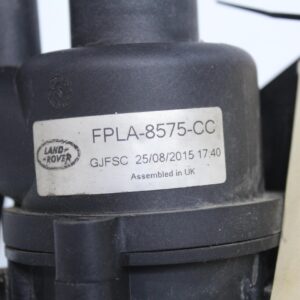 FPLA-8575-CC
LAND
ROVER
GJFSC 25/08/2015 17:40
Assembled in UK